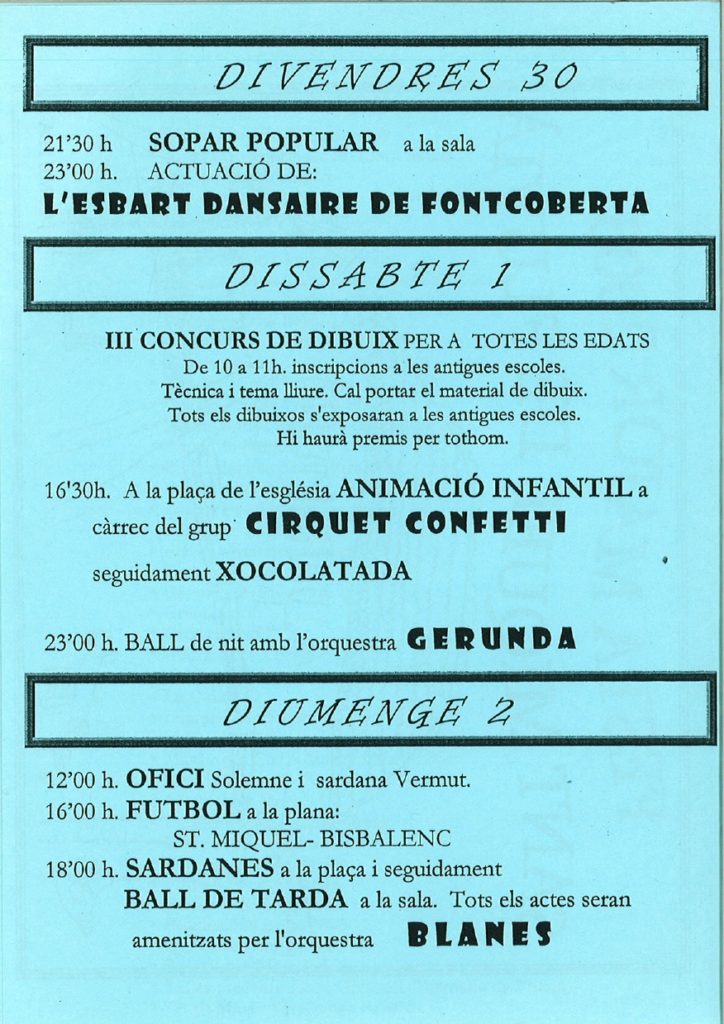 DIVENDRES 30
21'30 h SOPAR POPULAR a la sala
23'00 h. ACTUACIÓ DE:
L'ESBART DANSAIRE DE FONTCOBERTA
DISSABTE 1
III CONCURS DE DIBUIX PER A TOTES LES EDATS
De 10 a 11h. inscripcions a les antigues escoles.
Tècnica i tema lliure. Cal portar el material de dibuix.
Tots els dibuixos s'exposaran a les antigues escoles.
Hi haurà premis per tothom.
16'30h. A la plaça de l'església ANIMACIÓ INFANTIL a
càrrec del grup CIRQUET CONFETTI
seguidament XOCOLATADA
23'00 h. BALL de nit amb l'orquestra GERUNDA
DIUMENGE 2
12'00 h. OFICI Solemne i sardana Vermut.
16'00 h. FUTBOL a la plana:
ST. MIQUEL- BISBALENC
18'00 h. SARDANES a la plaça i seguidament
BALL DE TARDA a la sala. Tots els actes seran
amenitzats per l'orquestra BLANES